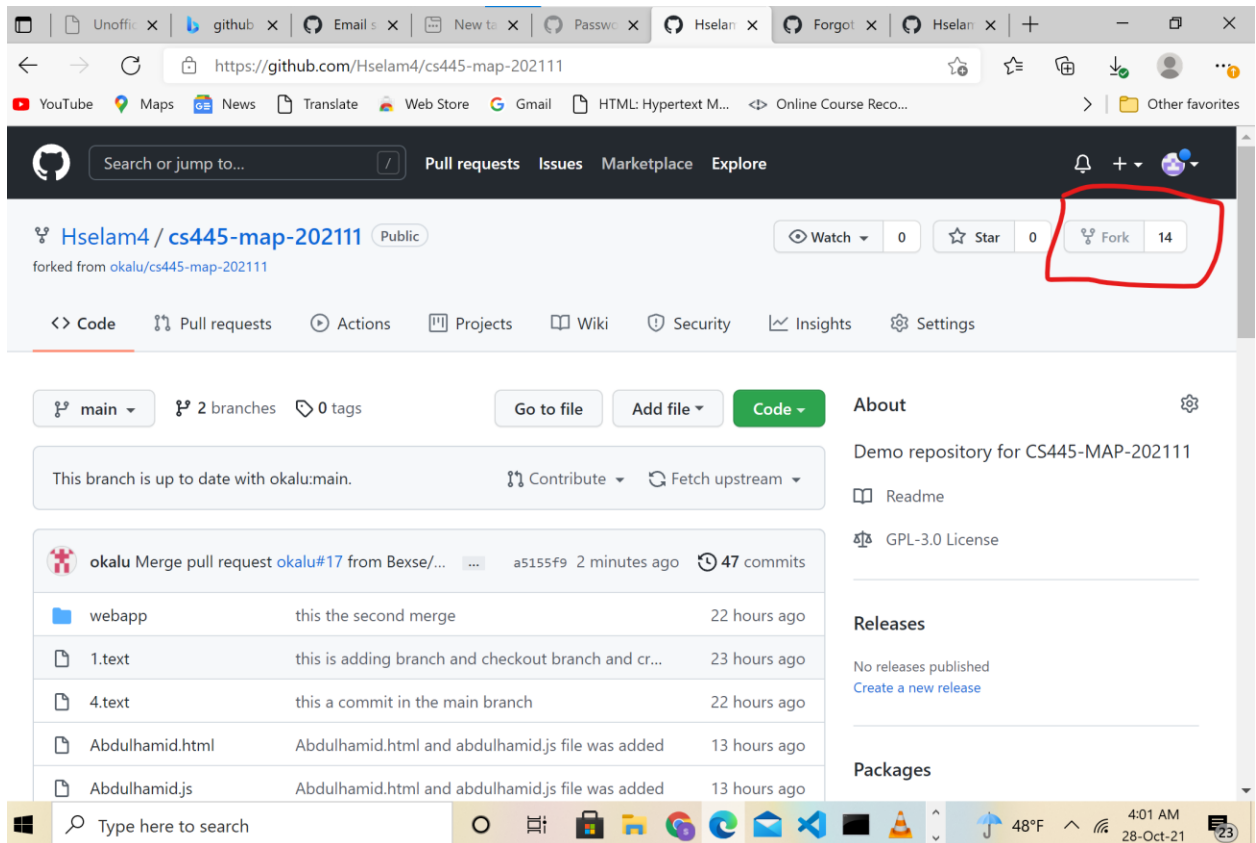 Unoffic
github
Email s
New ta
Passwo
Hselam
Forgot
Hselam
https://github.com/Hselam4/cs445-map-202111
YouTube Maps GE News Translate Web Store Gmail HTML: Hypertext M... Online Course Reco... Other favorites
Search or jump to... / Pull requests Issues Marketplace Explore
Hselam4 / cs445-map-202111 Public Watch 0 Star 0 Fork 14
forked from okalu/cs445-map-202111
<> Code Pull requests Actions Projects Wiki Security Insights Settings
main 2 branches 0 tags Go to file Add file Code
About
Demo repository for CS445-MAP-202111
This branch is up to date with okalu:main. Contribute Fetch upstream
Readme
GPL-3.0 License
okalu Merge pull request okalu#17 from Bexse/... ... a5155f9 2 minutes ago 47 commits
webapp this the second merge 22 hours ago
1.text this is adding branch and checkout branch and cr... 23 hours ago
4.text this a commit in the main branch 22 hours ago
Abdulhamid.html Abdulhamid.html and abdulhamid.js file was added 13 hours ago
Abdulhamid.js Abdulhamid.html and abdulhamid.js file was added 13 hours ago
Releases
No releases published
Create a new release
Packages
Type here to search 48°F 4:01 AM
28-Oct-21 23